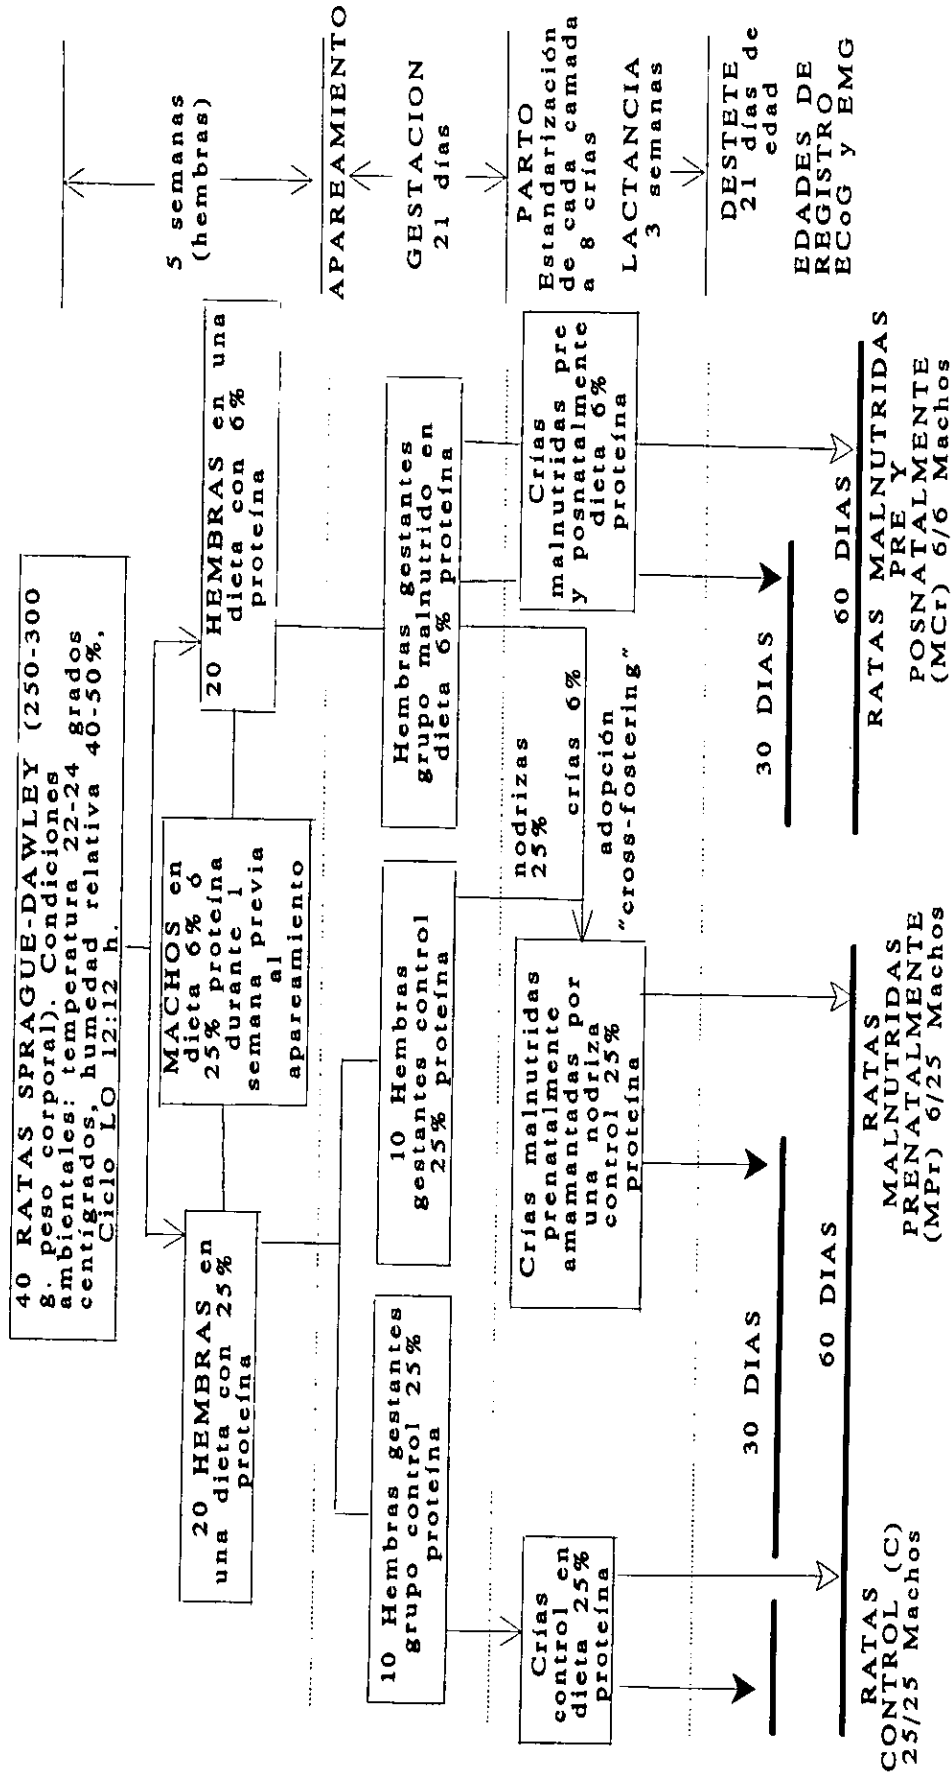 40 RATAS SPRAGUE-DAWLEY (250-300
g. peso corporal). Condiciones
ambientales: temperatura 22-24 grados
centígrados, humedad relativa 40-50%,
Ciclo LO 12:12 h.
20 HEMBRAS en
una dieta con 25%
proteína
MACHOS en
dieta 6% ó
25% proteína
durante 1
semana previa
al
apareamiento
20 HEMBRAS en una
dieta con 6%
proteína
5 semanas
(hembras)
APAREAMIENTO
10 Hembras gestantes
grupo control 25%
proteína
10 Hembras
gestantes control
25% proteína
Hembras gestantes
grupo malnutrido en
dieta 6% proteína
GESTACION
21 días
nodrizas
25%
crías 6%
adopción
"cross-fostering"
Crías
control en
dieta 25%
proteína
Crías malnutridas
prenatalmente
amamantadas por
una nodriza
control 25%
proteína
Crías
malnutridas pre
y posnatalmente
dieta 6%
proteína
PARTO
Estandarización
de cada camada
a 8 crías
LACTANCIA
3 semanas
DESTETE
21 días de
edad
30 DIAS
30 DIAS
60 DIAS
60 DIAS
EDADES DE
REGISTRO
ECoG y EMG
RATAS
CONTROL (C)
25/25 Machos
RATAS
MALNUTRIDAS
PRENATALMENTE
(MPr) 6/25 Machos
RATAS MALNUTRIDAS
PRE Y
POSNATALMENTE
(MCr) 6/6 Machos